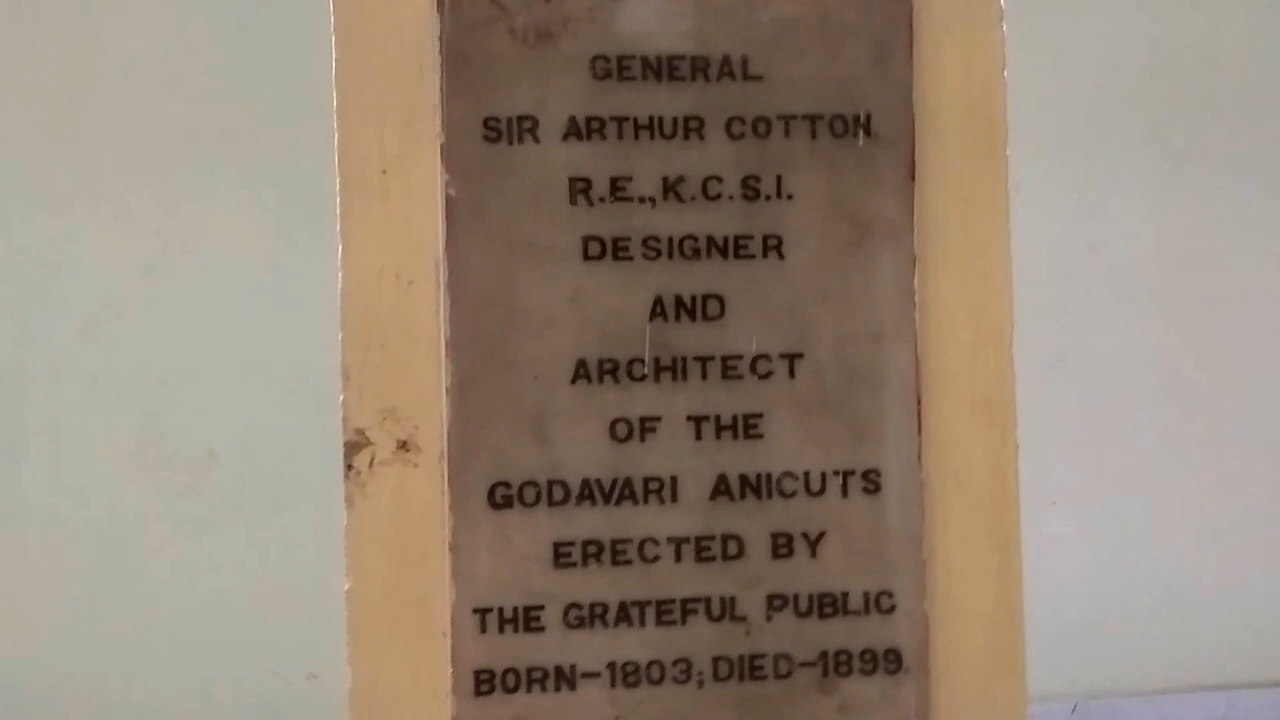 GENERAL
SIR ARTHUR COTTON
R.E., K.C.S.I.
DESIGNER
AND
ARCHITECT
OF THE
GODAVARI ANICUTS
ERECTED BY
THE GRATEFUL PUBLIC
BORN-1803; DIED-1899.